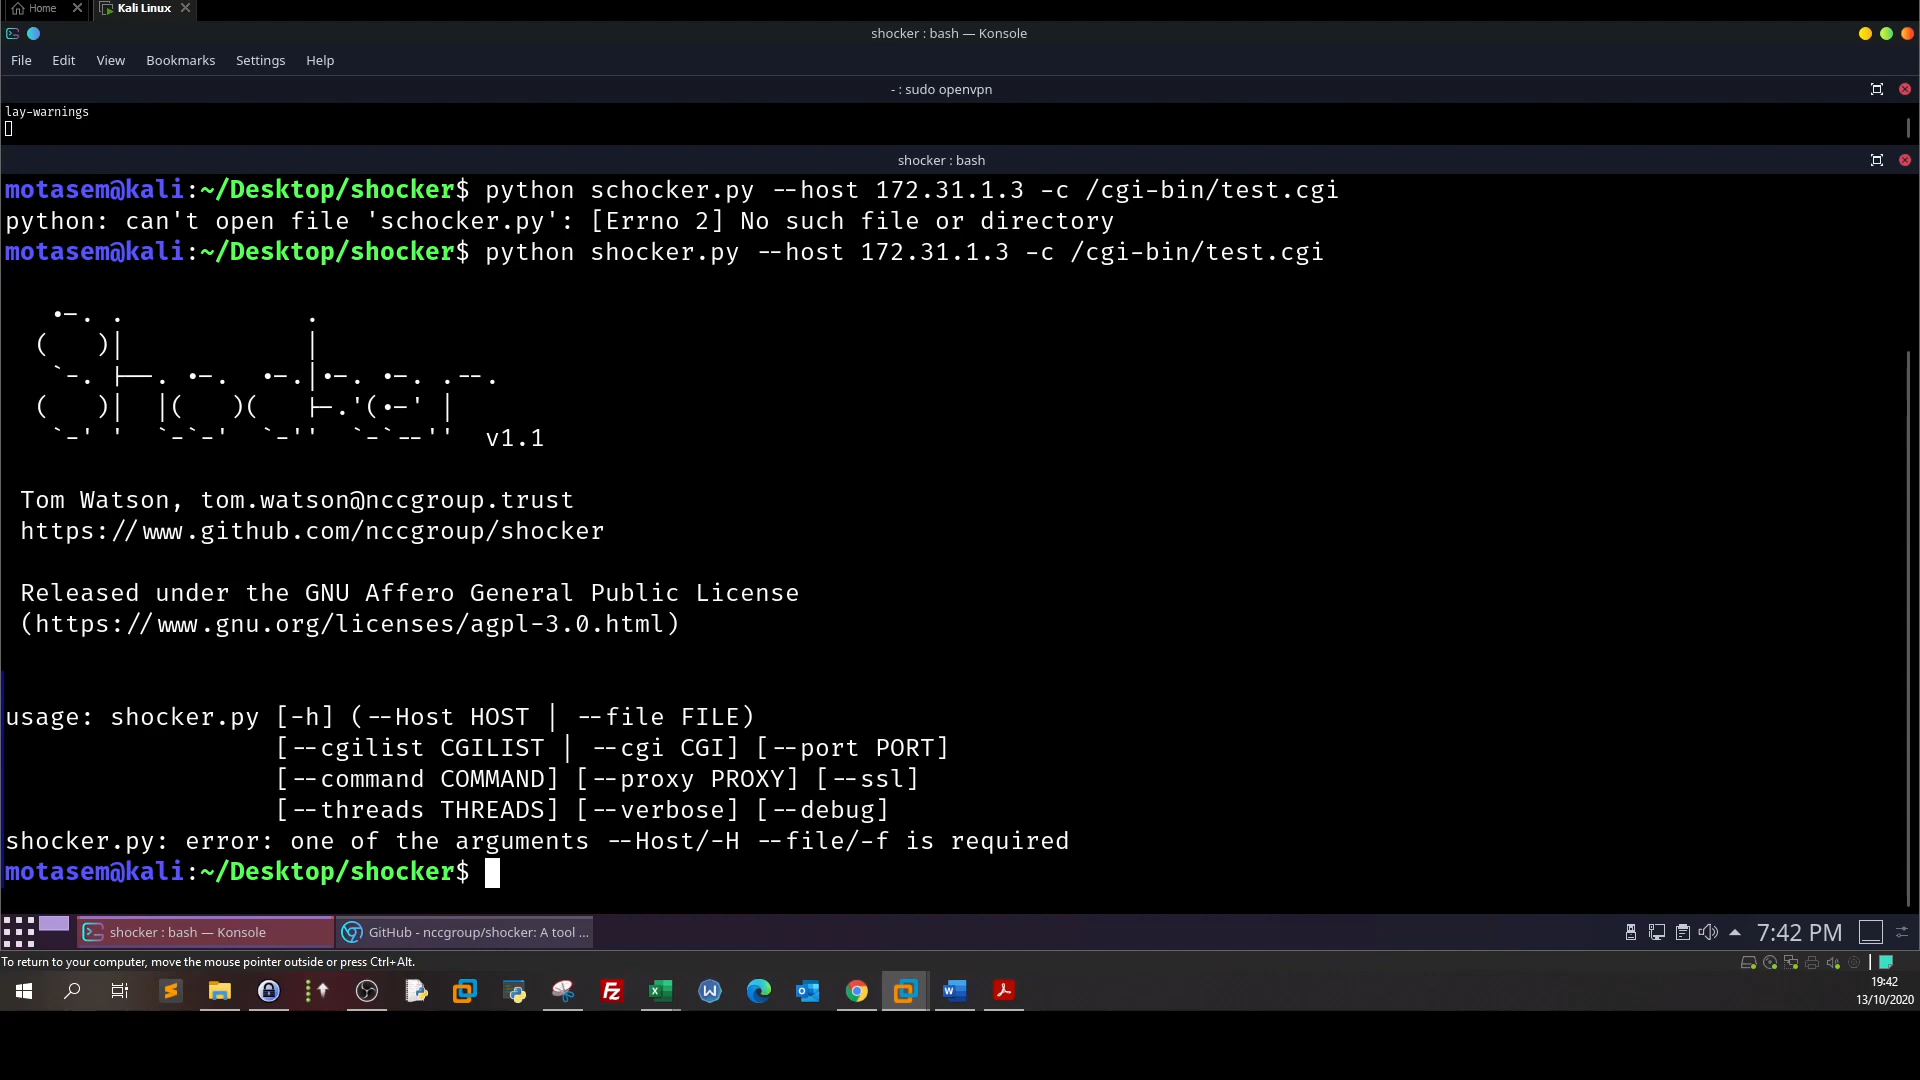 Home
Kali Linux
shocker : bash — Konsole
File Edit View Bookmarks Settings Help
- : sudo openvpn
lay-warnings
shocker : bash
motasem@kali:~/Desktop/shocker$ python schocker.py --host 172.31.1.3 -c /cgi-bin/test.cgi
python: can't open file 'schocker.py': [Errno 2] No such file or directory
motasem@kali:~/Desktop/shocker$ python shocker.py --host 172.31.1.3 -c /cgi-bin/test.cgi
v1.1
Tom Watson, tom.watson@nccgroup.trust
https://www.github.com/nccgroup/shocker
Released under the GNU Affero General Public License
(https://www.gnu.org/licenses/agpl-3.0.html)
usage: shocker.py [-h] (--Host HOST | --file FILE)
[--cgilist CGILIST | --cgi CGI] [--port PORT]
[--command COMMAND] [--proxy PROXY] [--ssl]
[--threads THREADS] [--verbose] [--debug]
shocker.py: error: one of the arguments --Host/-H --file/-f is required
motasem@kali:~/Desktop/shocker$
shocker : bash — Konsole
GitHub - nccgroup/shocker: A tool ...
7:42 PM
To return to your computer, move the mouse pointer outside or press Ctrl+Alt.
19:42
13/10/2020